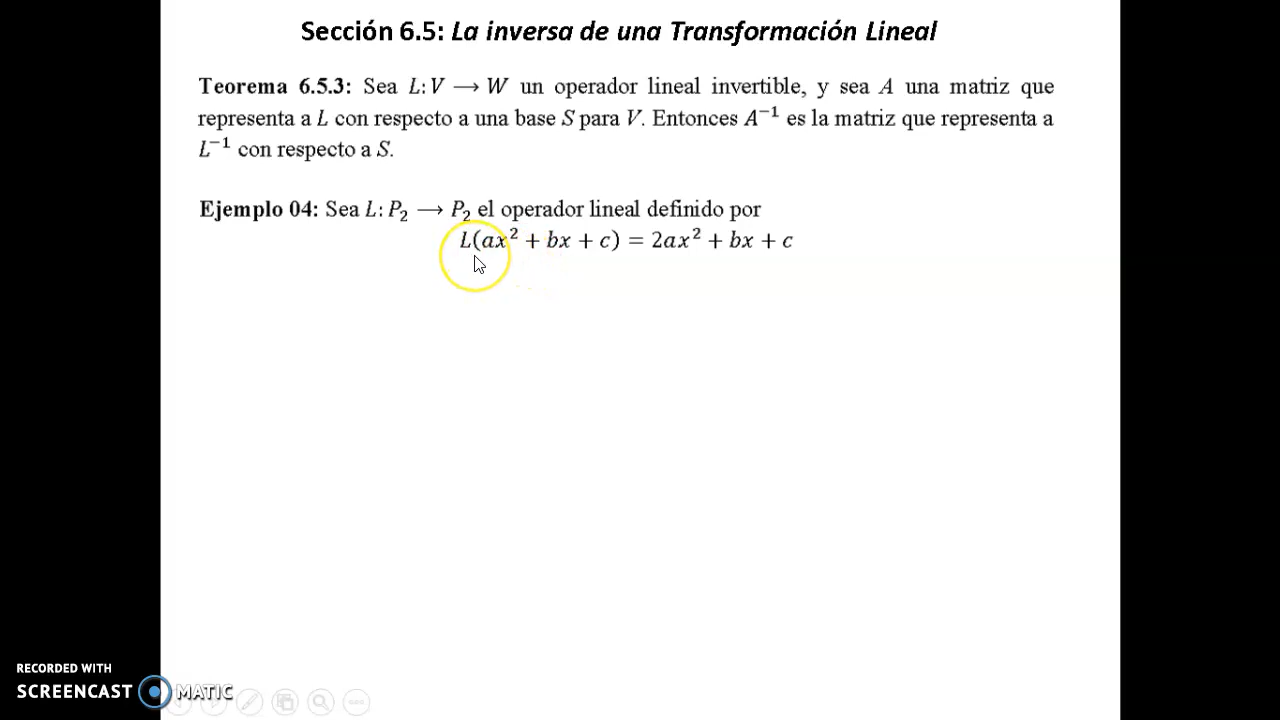 Sección 6.5: La inversa de una Transformación Lineal
Teorema 6.5.3: Sea L: V ⟶ W un operador lineal invertible, y sea A una matriz que
representa a L con respecto a una base S para V. Entonces A⁻¹ es la matriz que representa a
L⁻¹ con respecto a S.
Ejemplo 04: Sea L: P₂ ⟶ P₂ el operador lineal definido por
L(ax² + bx + c) = 2ax² + bx + c
RECORDED WITH
SCREENCAST MATIC